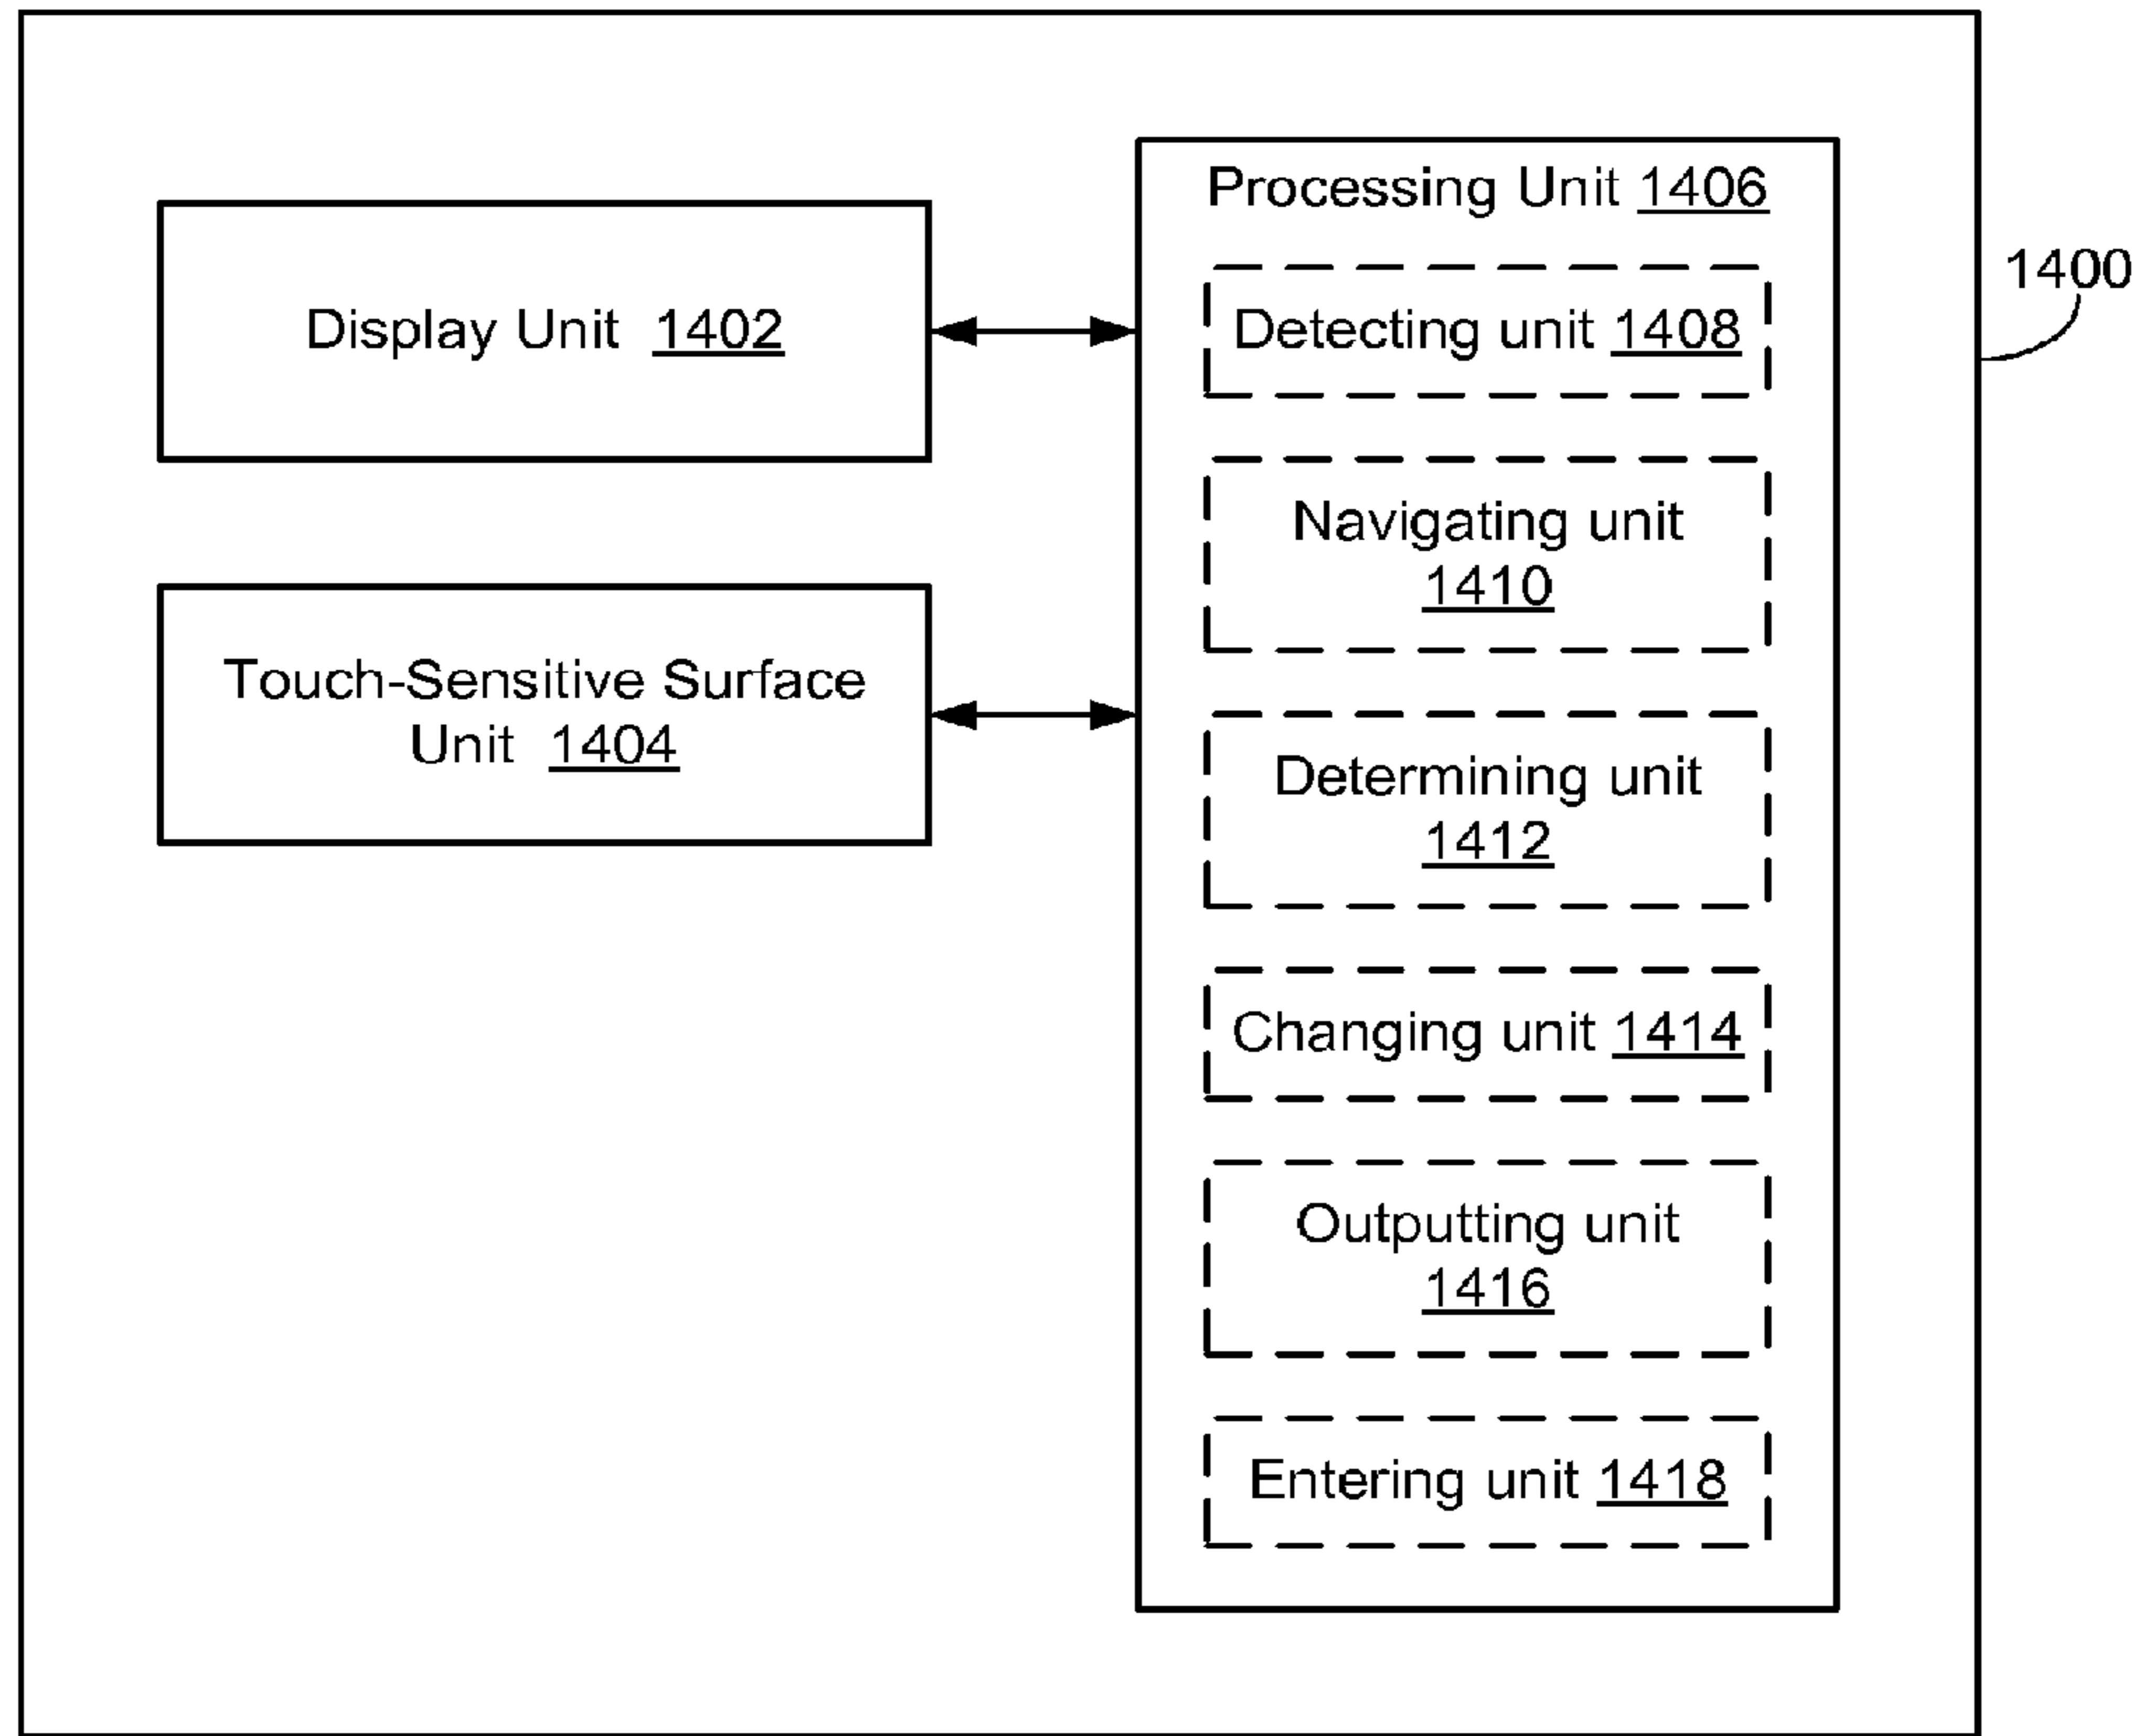 Display Unit 1402
Touch-Sensitive Surface
Unit 1404
Processing Unit 1406
Detecting unit 1408
Navigating unit
1410
Determining unit
1412
Changing unit 1414
Outputting unit
1416
Entering unit 1418
1400